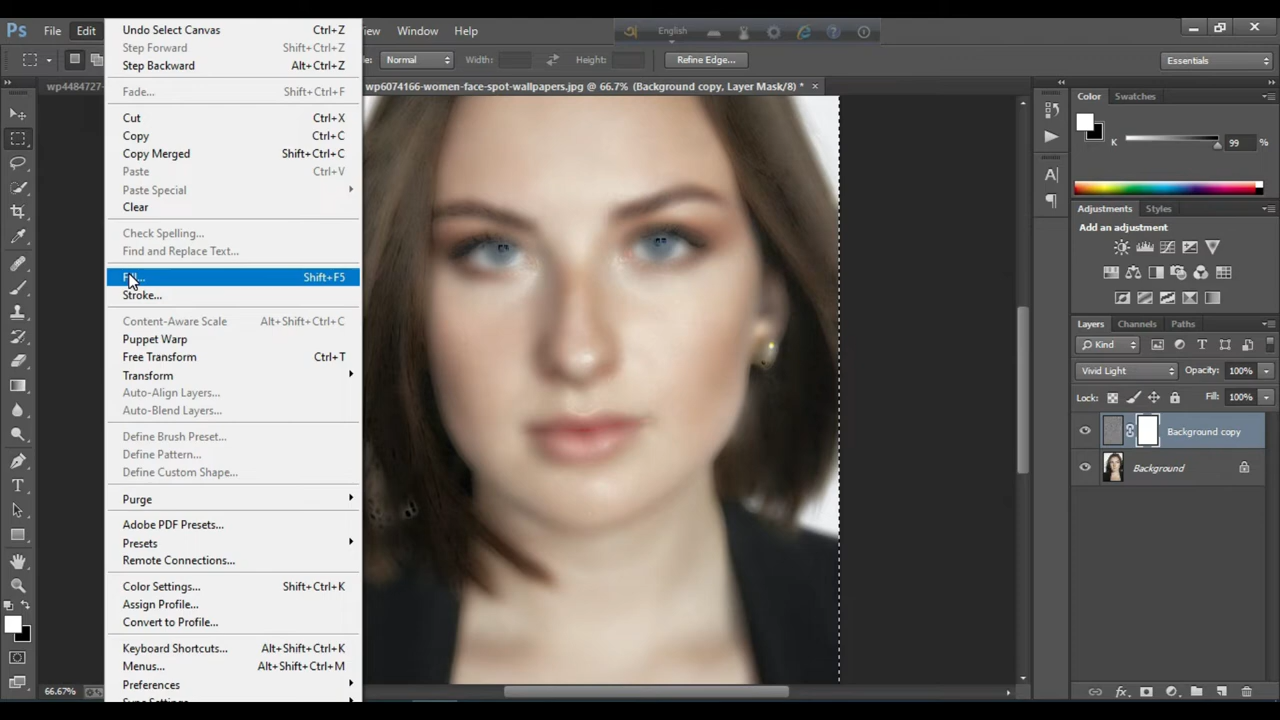 Ps File Edit View Window Help English
Normal Width: Height: Refine Edge... Essentials
wp4484727- wp6074166-women-face-spot-wallpapers.jpg @ 66.7% (Background copy, Layer Mask/8) *
Undo Select Canvas Ctrl+Z
Step Forward Shift+Ctrl+Z
Step Backward Alt+Ctrl+Z
Fade... Shift+Ctrl+F
Cut Ctrl+X
Copy Ctrl+C
Copy Merged Shift+Ctrl+C
Paste Ctrl+V
Paste Special
Clear
Check Spelling...
Find and Replace Text...
Fill... Shift+F5
Stroke...
Content-Aware Scale Alt+Shift+Ctrl+C
Puppet Warp
Free Transform Ctrl+T
Transform
Auto-Align Layers...
Auto-Blend Layers...
Define Brush Preset...
Define Pattern...
Define Custom Shape...
Purge
Adobe PDF Presets...
Presets
Remote Connections...
Color Settings... Shift+Ctrl+K
Assign Profile...
Convert to Profile...
Keyboard Shortcuts... Alt+Shift+Ctrl+K
Menus... Alt+Shift+Ctrl+M
Preferences
Sync Settings
66.67%
Color Swatches
K 99 %
Adjustments Styles
Add an adjustment
Layers Channels Paths
Kind
Vivid Light Opacity: 100%
Lock: Fill: 100%
Background copy
Background